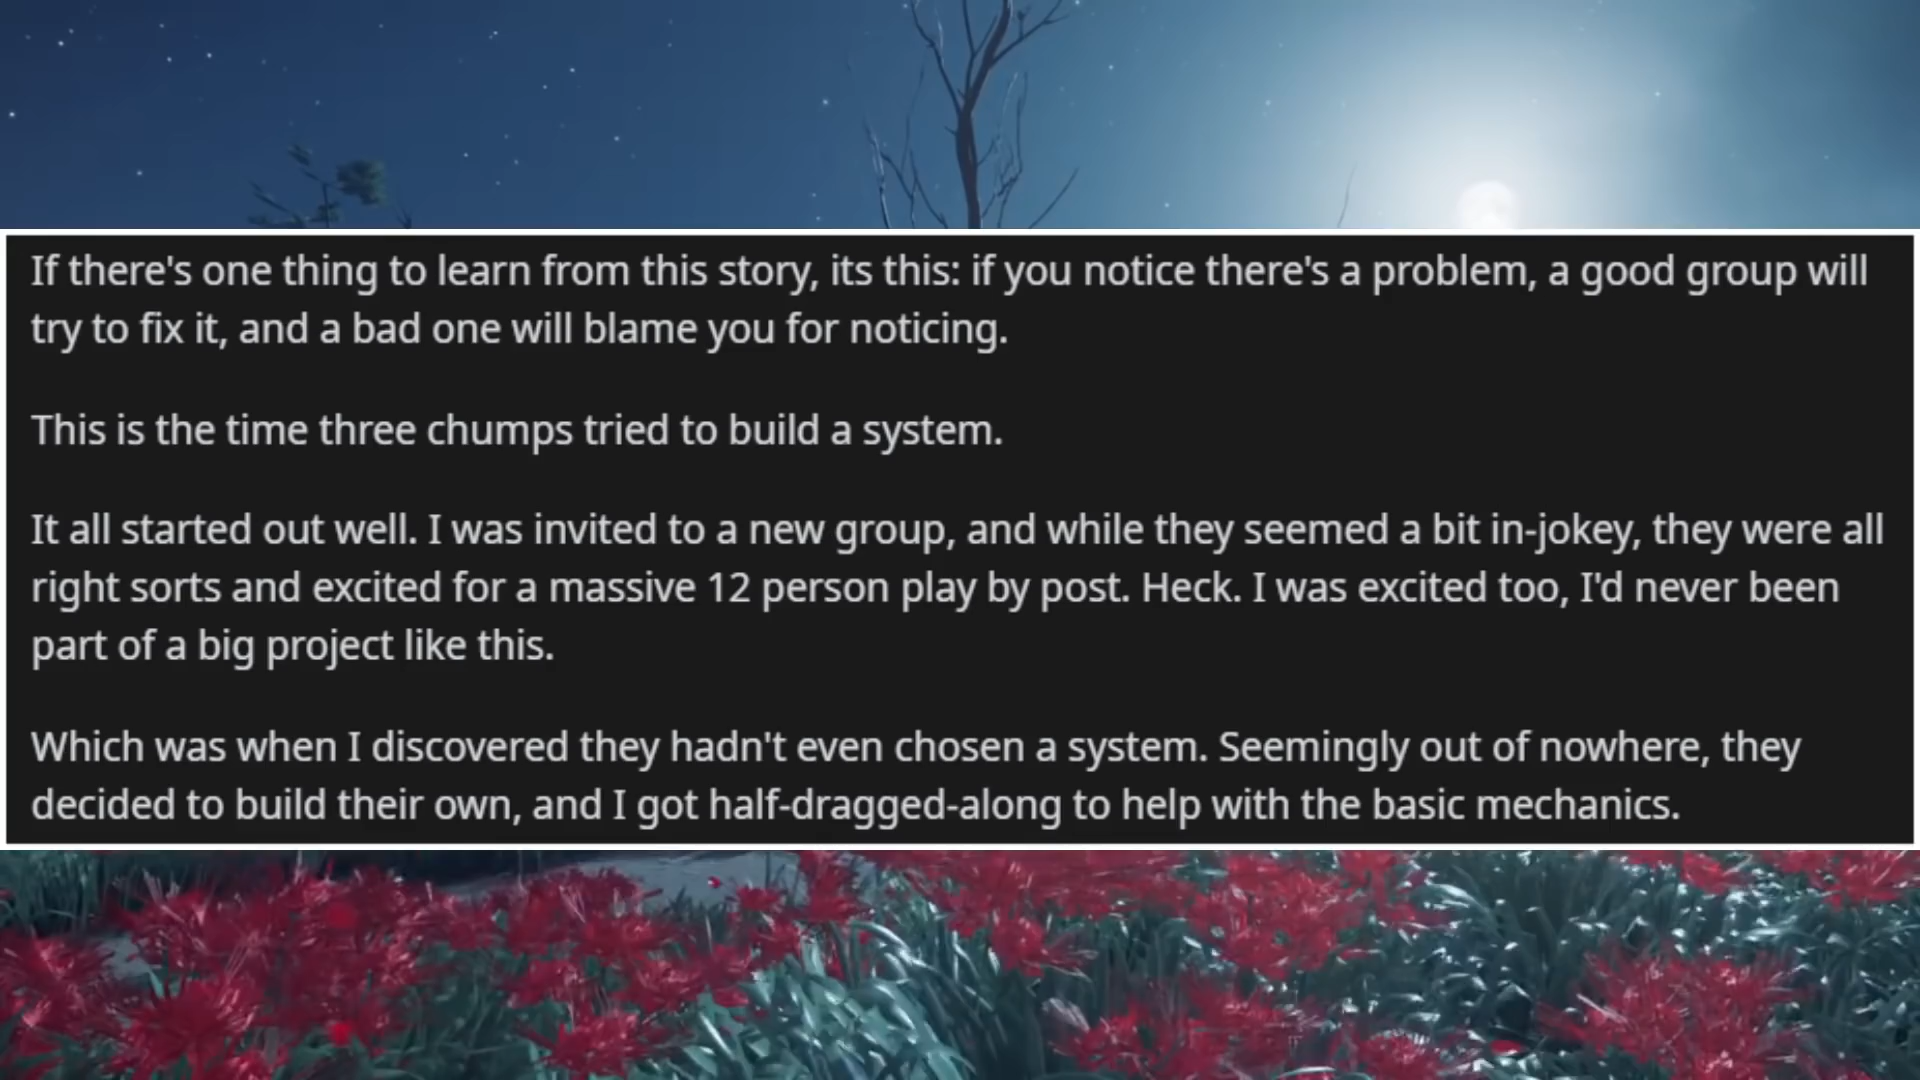 If there's one thing to learn from this story, its this: if you notice there's a problem, a good group will
try to fix it, and a bad one will blame you for noticing.
This is the time three chumps tried to build a system.
It all started out well. I was invited to a new group, and while they seemed a bit in-jokey, they were all
right sorts and excited for a massive 12 person play by post. Heck. I was excited too, I'd never been
part of a big project like this.
Which was when I discovered they hadn't even chosen a system. Seemingly out of nowhere, they
decided to build their own, and I got half-dragged-along to help with the basic mechanics.